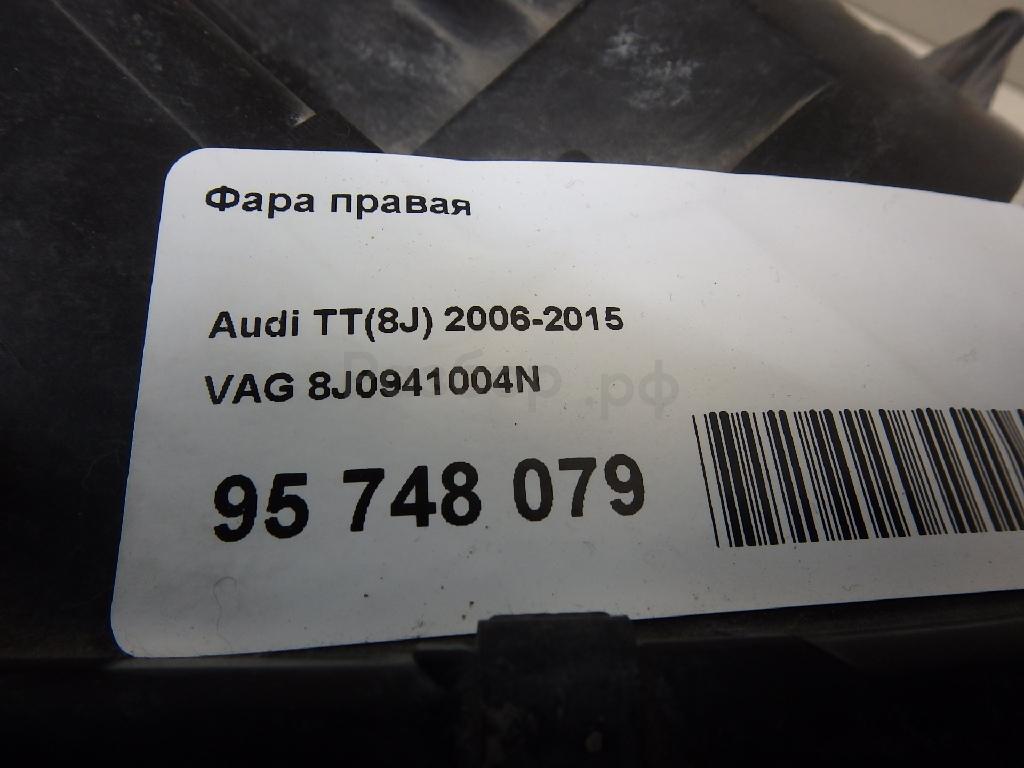 Фара правая
Audi TT(8J) 2006-2015
VAG 8J0941004N
95 748 079